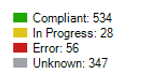 Compliant: 534
In Progress: 28
Error: 56
Unknown: 347